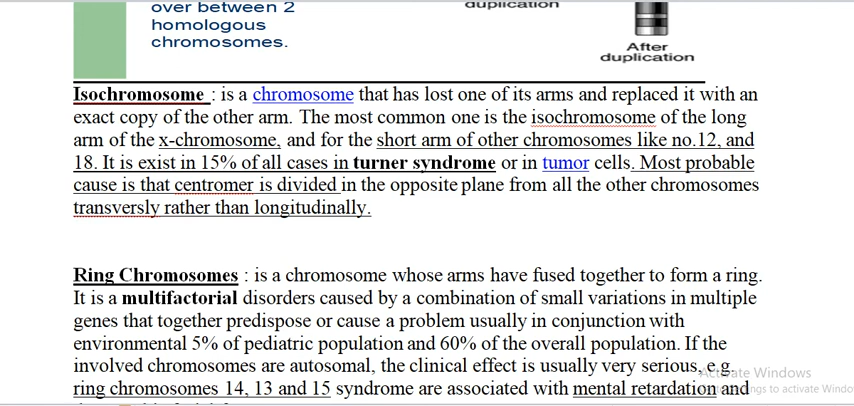 over between 2
homologous
chromosomes.
duplication
After
duplication
Isochromosome : is a chromosome that has lost one of its arms and replaced it with an
exact copy of the other arm. The most common one is the isochromosome of the long
arm of the x-chromosome, and for the short arm of other chromosomes like no.12, and
18. It is exist in 15% of all cases in turner syndrome or in tumor cells. Most probable
cause is that centromer is divided in the opposite plane from all the other chromosomes
transversly rather than longitudinally.
Ring Chromosomes : is a chromosome whose arms have fused together to form a ring.
It is a multifactorial disorders caused by a combination of small variations in multiple
genes that together predispose or cause a problem usually in conjunction with
environmental 5% of pediatric population and 60% of the overall population. If the
involved chromosomes are autosomal, the clinical effect is usually very serious, e.g.
ring chromosomes 14, 13 and 15 syndrome are associated with mental retardation and
Activate Windows
to activate Windo